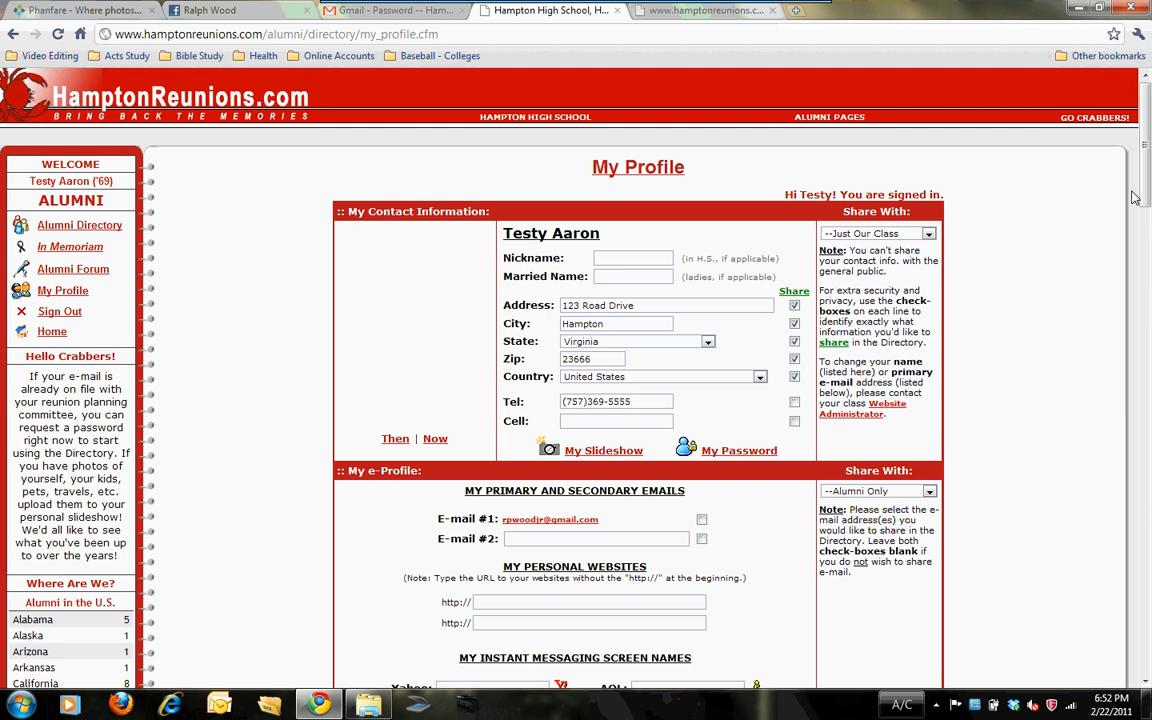 Phanfare - Where photos...
Ralph Wood
Gmail - Password -- Ham...
Hampton High School, H...
www.hamptonreunions.c...
www.hamptonreunions.com/alumni/directory/my_profile.cfm
Video Editing
Acts Study
Bible Study
Health
Online Accounts
Baseball - Colleges
Other bookmarks
HamptonReunions.com
BRING BACK THE MEMORIES
HAMPTON HIGH SCHOOL
ALUMNI PAGES
GO CRABBERS!
WELCOME
Testy Aaron ('69)
ALUMNI
Alumni Directory
In Memoriam
Alumni Forum
My Profile
Sign Out
Home
Hello Crabbers!
If your e-mail is
already on file with
your reunion planning
committee, you can
request a password
right now to start
using the Directory. If
you have photos of
yourself, your kids,
pets, travels, etc.
upload them to your
personal slideshow!
We'd all like to see
what you've been up
to over the years!
Where Are We?
Alumni in the U.S.
Alabama 5
Alaska 1
Arizona 1
Arkansas 1
California 8
My Profile
Hi Testy! You are signed in.
:: My Contact Information:
Share With:
Testy Aaron
Nickname: (in H.S., if applicable)
Married Name: (ladies, if applicable)
Share
Address: 123 Road Drive
City: Hampton
State: Virginia
Zip: 23666
Country: United States
Tel: (757)369-5555
Cell:
Then | Now
My Slideshow
My Password
--Just Our Class
Note: You can't share
your contact info. with the
general public.
For extra security and
privacy, use the check-
boxes on each line to
identify exactly what
information you'd like to
share in the Directory.
To change your name
(listed here) or primary
e-mail address (listed
below), please contact
your class Website
Administrator.
:: My e-Profile:
Share With:
MY PRIMARY AND SECONDARY EMAILS
E-mail #1: rpwoodjr@gmail.com
E-mail #2:
MY PERSONAL WEBSITES
(Note: Type the URL to your websites without the "http://" at the beginning.)
http://
http://
MY INSTANT MESSAGING SCREEN NAMES
Yahoo:
AOL:
--Alumni Only
Note: Please select the e-
mail address(es) you
would like to share in the
Directory. Leave both
check-boxes blank if
you do not wish to share
e-mail.
A/C
6:52 PM
2/22/2011